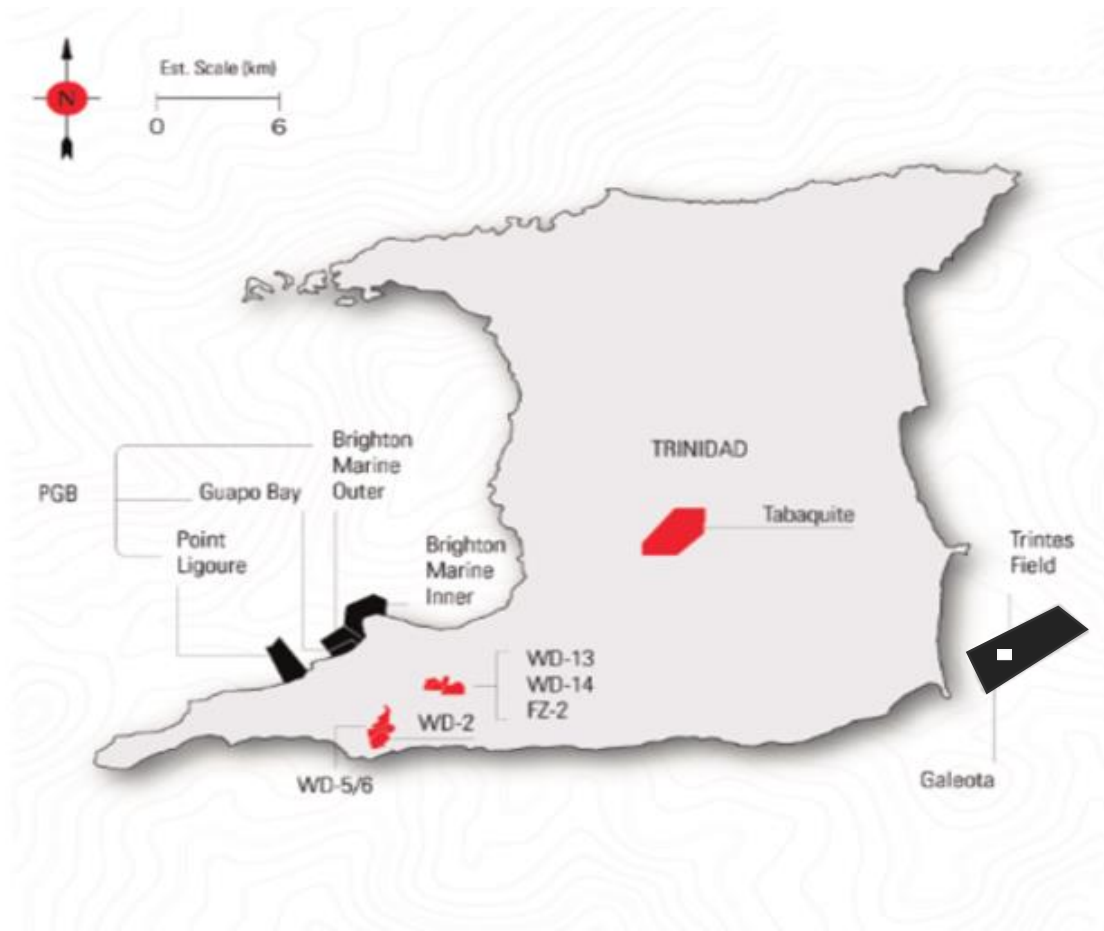 Est. Scale (km)
N
0 6
TRINIDAD
Brighton
Marine
Outer
PGB
Guapo Bay
Tabaquite
Point
Ligoure
Brighton
Marine
Inner
Trintes
Field
WD-13
WD-14
FZ-2
WD-2
WD-5/6
Galeota